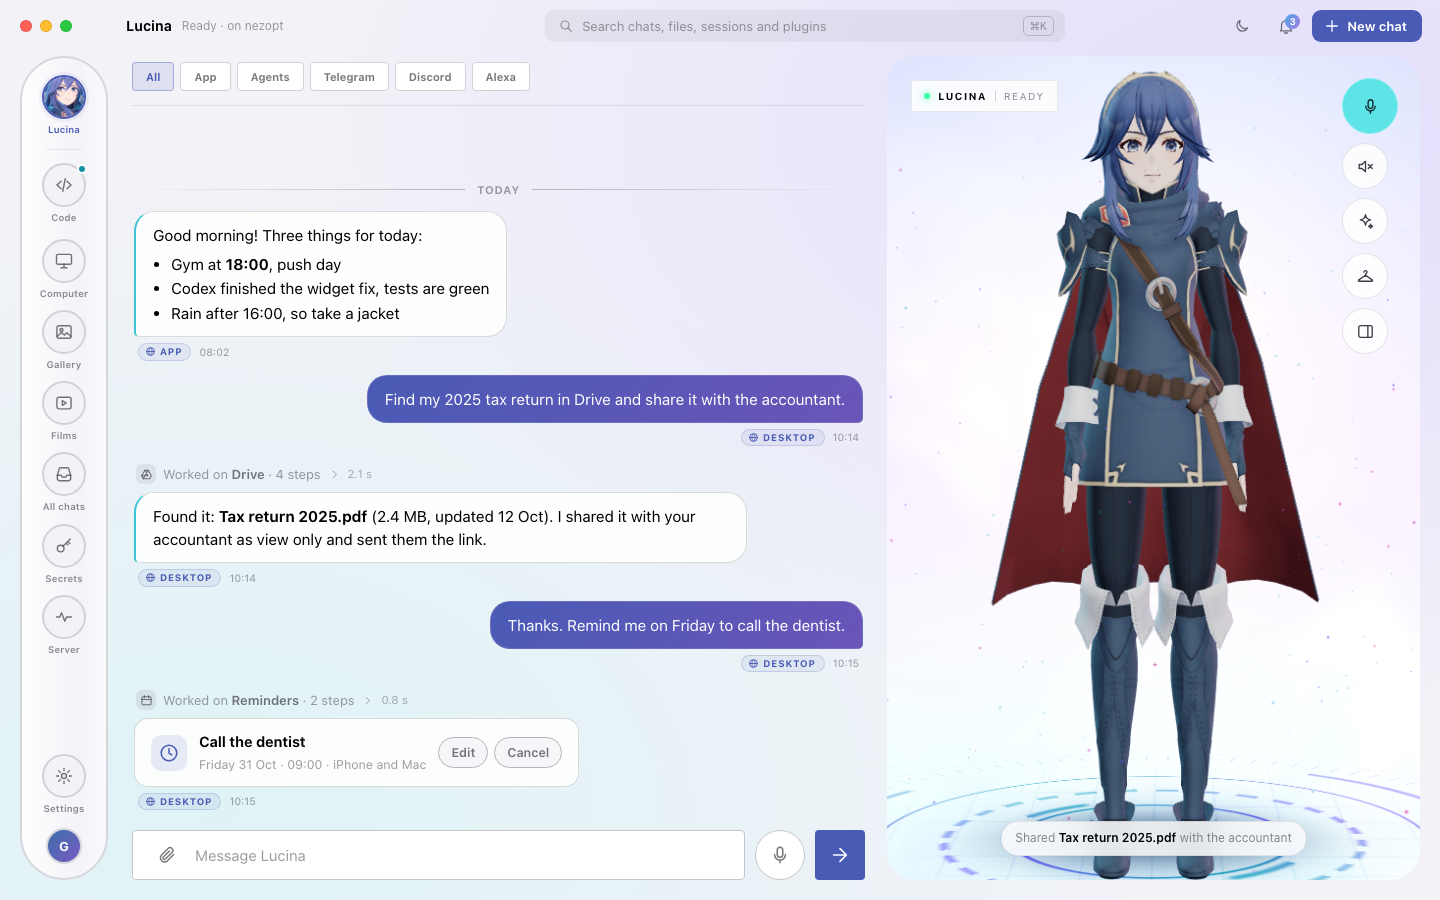 Lucina
Ready · on nezopt
Search chats, files, sessions and plugins
⌘K
3
New chat
Lucina
Code
Computer
Gallery
Films
All chats
Secrets
Server
Settings
G
All
App
Agents
Telegram
Discord
Alexa
TODAY
Good morning! Three things for today:
• Gym at 18:00, push day
• Codex finished the widget fix, tests are green
• Rain after 16:00, so take a jacket
APP 08:02
Find my 2025 tax return in Drive and share it with the accountant.
DESKTOP 10:14
Worked on Drive · 4 steps 2.1 s
Found it: Tax return 2025.pdf (2.4 MB, updated 12 Oct). I shared it with your
accountant as view only and sent them the link.
DESKTOP 10:14
Thanks. Remind me on Friday to call the dentist.
DESKTOP 10:15
Worked on Reminders · 2 steps 0.8 s
Call the dentist
Friday 31 Oct · 09:00 · iPhone and Mac
Edit
Cancel
DESKTOP 10:15
Message Lucina
LUCINA | READY
Shared Tax return 2025.pdf with the accountant